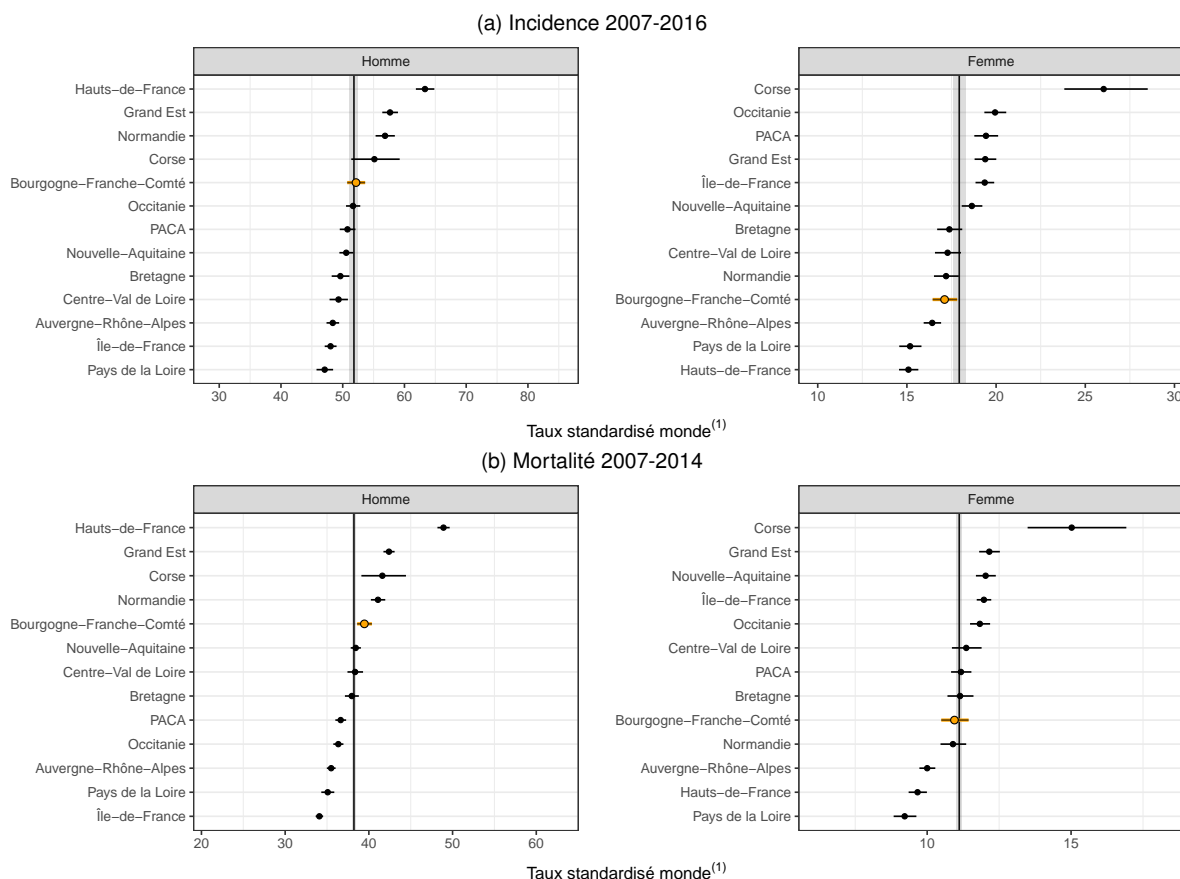 (a) Incidence 2007-2016
Homme
Hauts−de−France
Grand Est
Normandie
Corse
Bourgogne−Franche−Comté
Occitanie
PACA
Nouvelle−Aquitaine
Bretagne
Centre−Val de Loire
Auvergne−Rhône−Alpes
Île−de−France
Pays de la Loire
30 40 50 60 70 80
Femme
Corse
Occitanie
PACA
Grand Est
Île−de−France
Nouvelle−Aquitaine
Bretagne
Centre−Val de Loire
Normandie
Bourgogne−Franche−Comté
Auvergne−Rhône−Alpes
Pays de la Loire
Hauts−de−France
10 15 20 25 30
Taux standardisé monde(1)
(b) Mortalité 2007-2014
Homme
Hauts−de−France
Grand Est
Corse
Normandie
Bourgogne−Franche−Comté
Nouvelle−Aquitaine
Centre−Val de Loire
Bretagne
PACA
Occitanie
Auvergne−Rhône−Alpes
Pays de la Loire
Île−de−France
20 30 40 50 60
Femme
Corse
Grand Est
Nouvelle−Aquitaine
Île−de−France
Occitanie
Centre−Val de Loire
PACA
Bretagne
Bourgogne−Franche−Comté
Normandie
Auvergne−Rhône−Alpes
Hauts−de−France
Pays de la Loire
10 15
Taux standardisé monde(1)